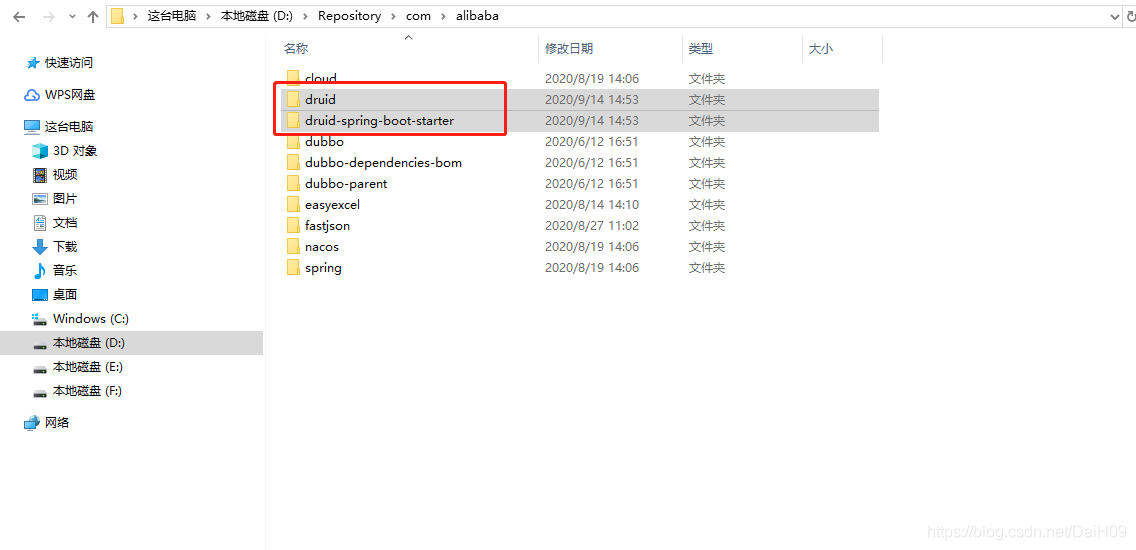 这台电脑 > 本地磁盘 (D:) > Repository > com > alibaba
名称 修改日期 类型 大小
快速访问
WPS网盘
这台电脑
3D 对象
视频
图片
文档
下载
音乐
桌面
Windows (C:)
本地磁盘 (D:)
本地磁盘 (E:)
本地磁盘 (F:)
网络
cloud 2020/8/19 14:06 文件夹
druid 2020/9/14 14:53 文件夹
druid-spring-boot-starter 2020/9/14 14:53 文件夹
dubbo 2020/6/12 16:51 文件夹
dubbo-dependencies-bom 2020/6/12 16:51 文件夹
dubbo-parent 2020/6/12 16:51 文件夹
easyexcel 2020/8/14 14:10 文件夹
fastjson 2020/8/27 11:02 文件夹
nacos 2020/8/19 14:06 文件夹
spring 2020/8/19 14:06 文件夹
https://blog.csdn.net/DaiH09